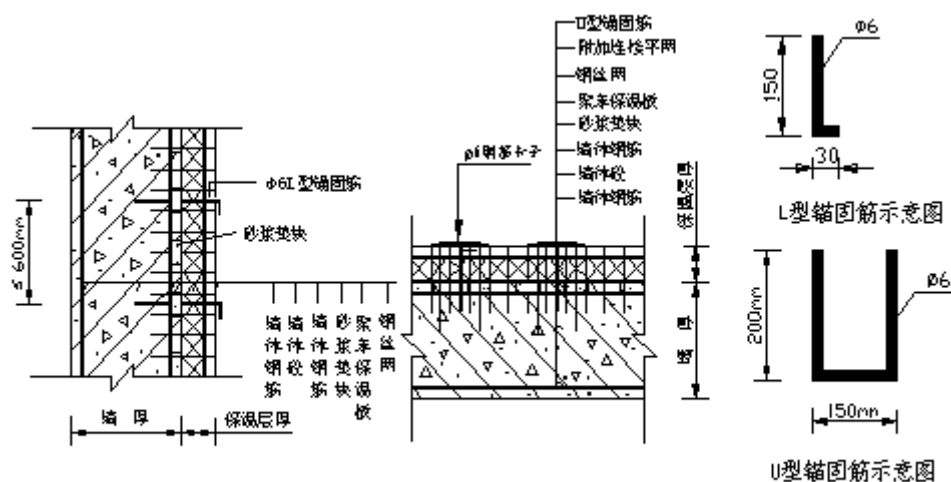 U型锚固筋
附加连接平网
钢丝网
聚苯保温板
砂浆垫块
墙体钢筋
墙体砼
墙体钢筋
φ6钢筋卡子
φ6L型锚固筋
砂浆垫块
≤600mm
墙体钢筋
墙体砼
墙体钢筋
砂浆垫块
聚苯保温板
钢丝网
墙 厚
保温层厚
保温层厚
墙 厚
φ6
150
30
L型锚固筋示意图
φ6
200mm
150mm
U型锚固筋示意图